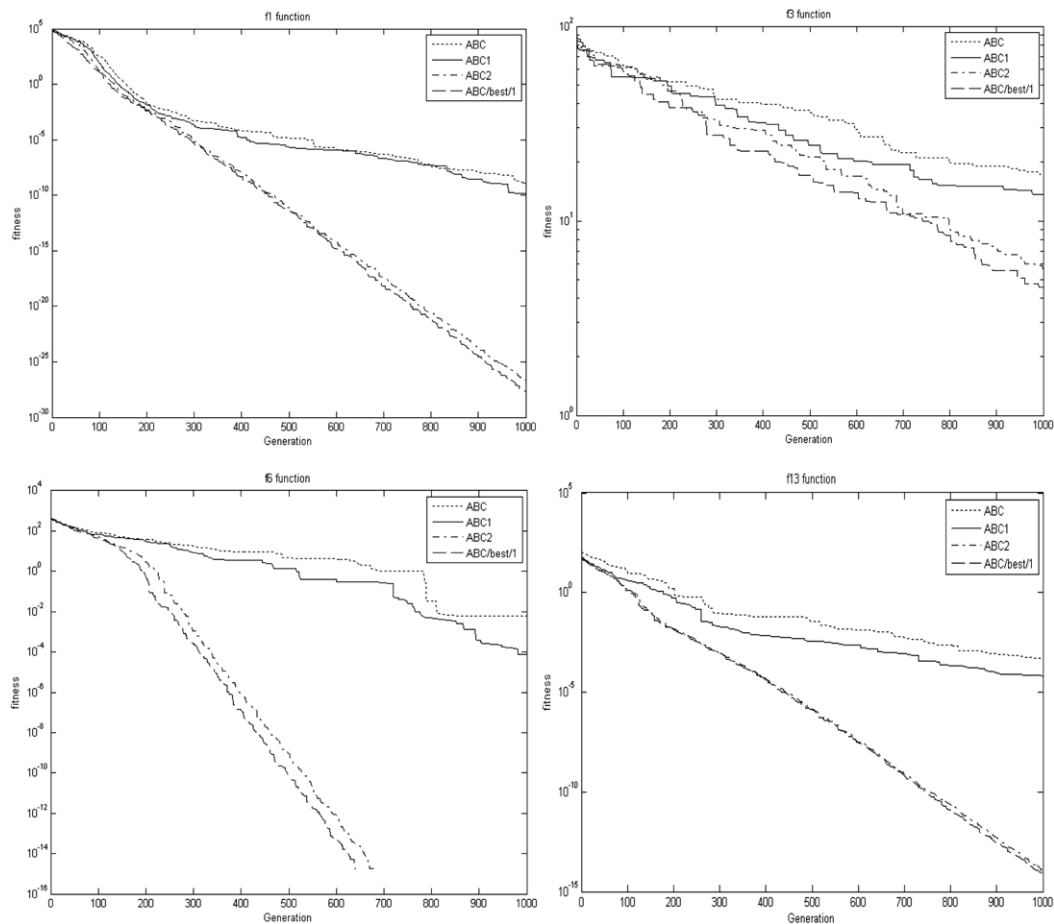 f1 function
10^5
10^0
10^-5
10^-10
10^-15
10^-20
10^-25
10^-30
fitness
0 100 200 300 400 500 600 700 800 900 1000
Generation
ABC
ABC1
ABC2
ABC/best/1
f3 function
10^2
10^1
10^0
fitness
0 100 200 300 400 500 600 700 800 900 1000
Generation
ABC
ABC1
ABC2
ABC/best/1
f6 function
10^4
10^2
10^0
10^-2
10^-4
10^-6
10^-8
10^-10
10^-12
10^-14
10^-16
fitness
0 100 200 300 400 500 600 700 800 900 1000
Generation
ABC
ABC1
ABC2
ABC/best/1
f13 function
10^5
10^0
10^-5
10^-10
10^-15
fitness
0 100 200 300 400 500 600 700 800 900 1000
Generation
ABC
ABC1
ABC2
ABC/best/1